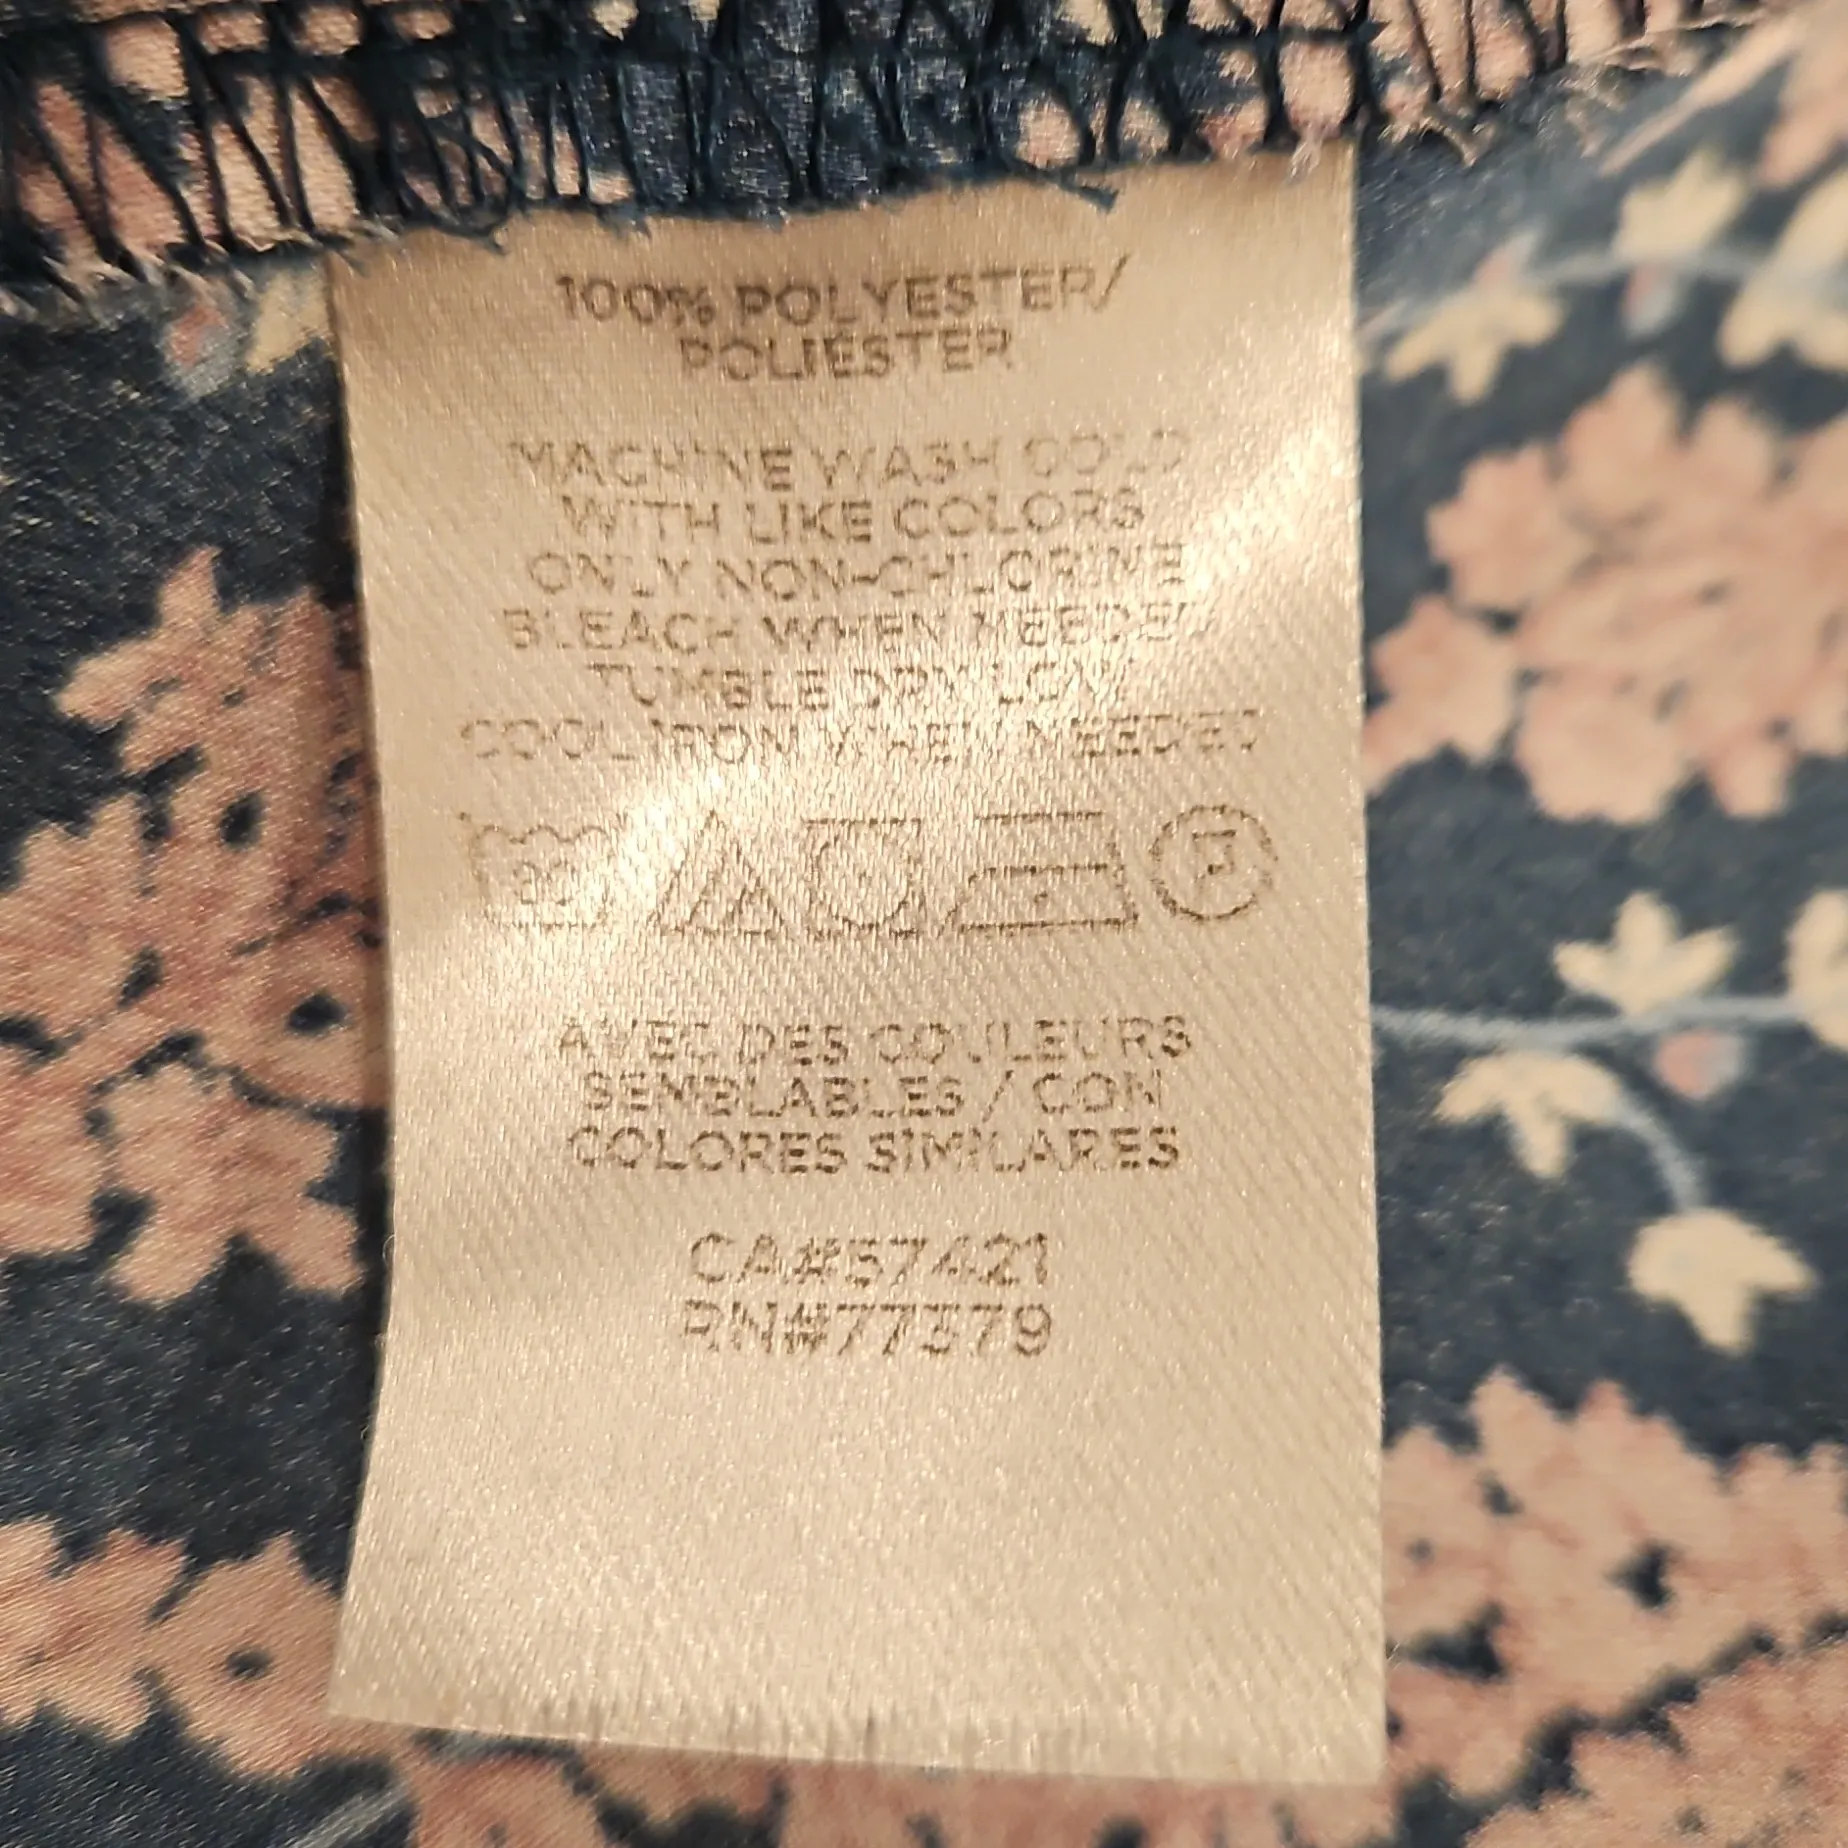 100% POLYESTER/
POLIÉSTER
MACHINE WASH COLD
WITH LIKE COLORS
ONLY NON-CHLORINE
BLEACH WHEN NEEDED
TUMBLE DRY LOW
COOL IRON WHEN NEEDED
30
F
AVEC DES COULEURS
SEMBLABLES / CON
COLORES SIMILARES
CA#57421
RN#77379